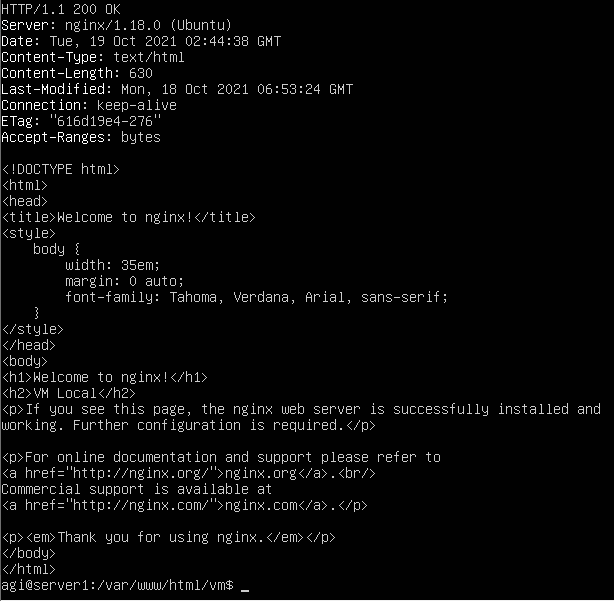 HTTP/1.1 200 OK
Server: nginx/1.18.0 (Ubuntu)
Date: Tue, 19 Oct 2021 02:44:38 GMT
Content-Type: text/html
Content-Length: 630
Last-Modified: Mon, 18 Oct 2021 06:53:24 GMT
Connection: keep-alive
ETag: "616d19e4-276"
Accept-Ranges: bytes

<!DOCTYPE html>
<html>
<head>
<title>Welcome to nginx!</title>
<style>
    body {
        width: 35em;
        margin: 0 auto;
        font-family: Tahoma, Verdana, Arial, sans-serif;
    }
</style>
</head>
<body>
<h1>Welcome to nginx!</h1>
<h2>VM Local</h2>
<p>If you see this page, the nginx web server is successfully installed and
working. Further configuration is required.</p>

<p>For online documentation and support please refer to
<a href="http://nginx.org/">nginx.org</a>.<br/>
Commercial support is available at
<a href="http://nginx.com/">nginx.com</a>.</p>

<p><em>Thank you for using nginx.</em></p>
</body>
</html>
agi@server1:/var/www/html/vm$ _